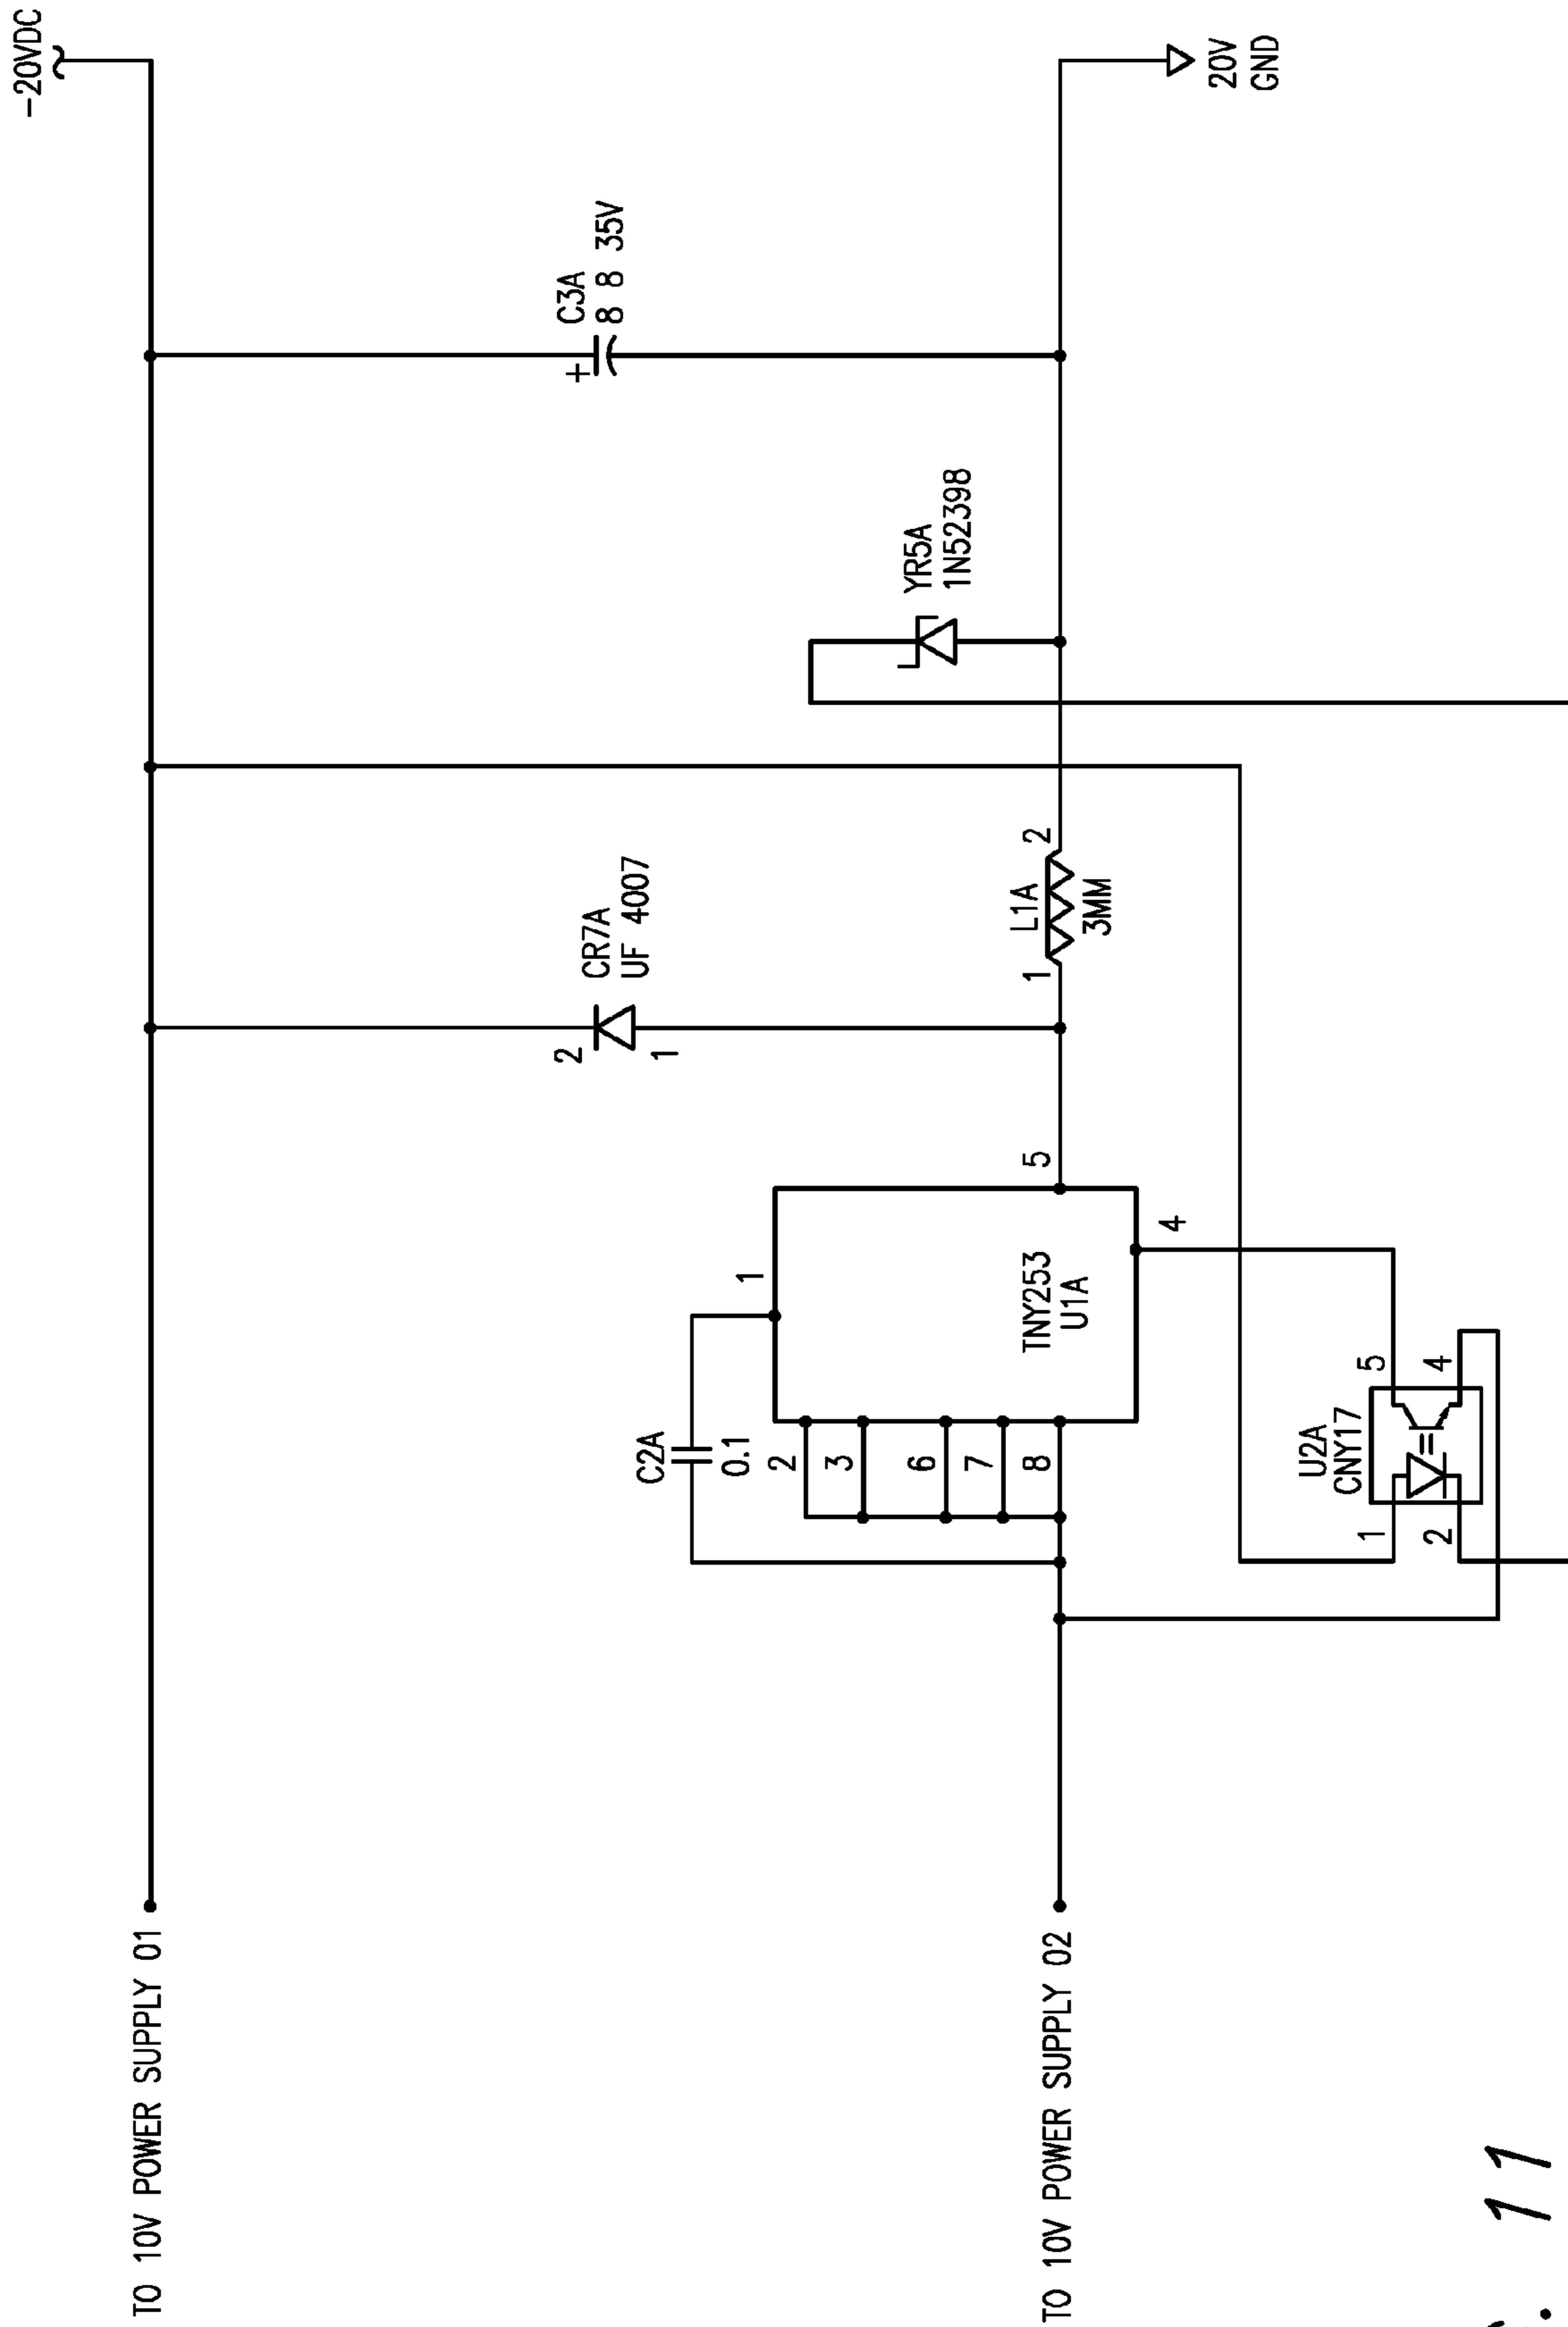 -20VDC
C3A
8 8 35V
20V
GND
YR5A
1N52398
CR7A
UF 4007
2
1
L1A
1
2
3MM
C2A
0.1
1
2
3
6
7
8
5
4
TNY253
U1A
U2A
CNY17
1
2
5
4
TO 10V POWER SUPPLY 01
TO 10V POWER SUPPLY 02
11